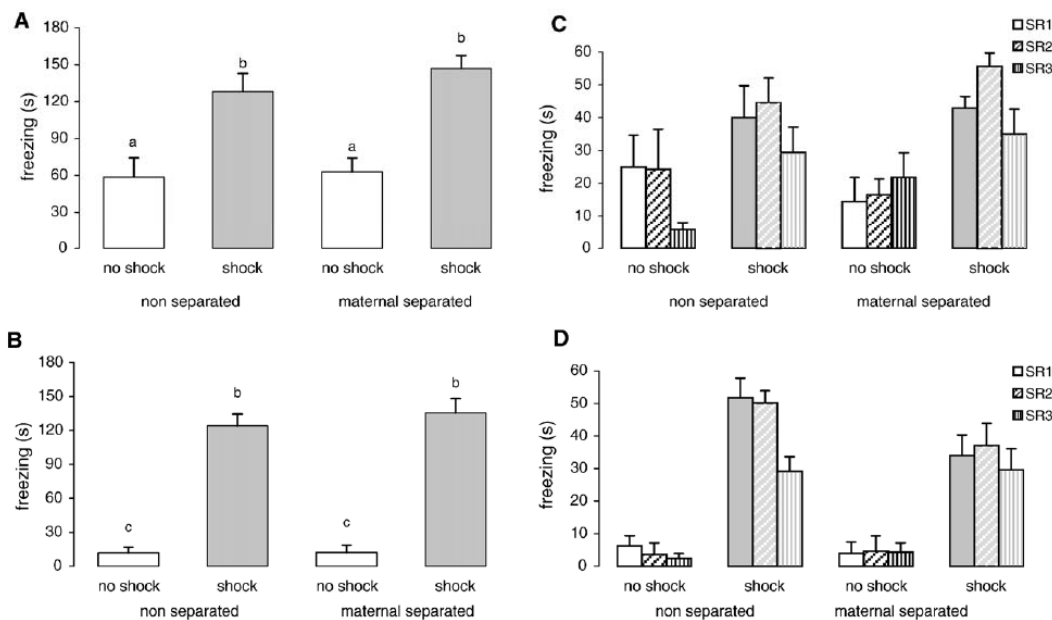 A
180
150
120
90
60
30
0
freezing (s)
a
b
a
b
no shock shock no shock shock
non separated maternal separated
B
180
150
120
90
60
30
0
freezing (s)
c
b
c
b
no shock shock no shock shock
non separated maternal separated
C
SR1
SR2
SR3
60
50
40
30
20
10
0
freezing (s)
no shock shock no shock shock
non separated maternal separated
D
SR1
SR2
SR3
60
50
40
30
20
10
0
freezing (s)
no shock shock no shock shock
non separated maternal separated